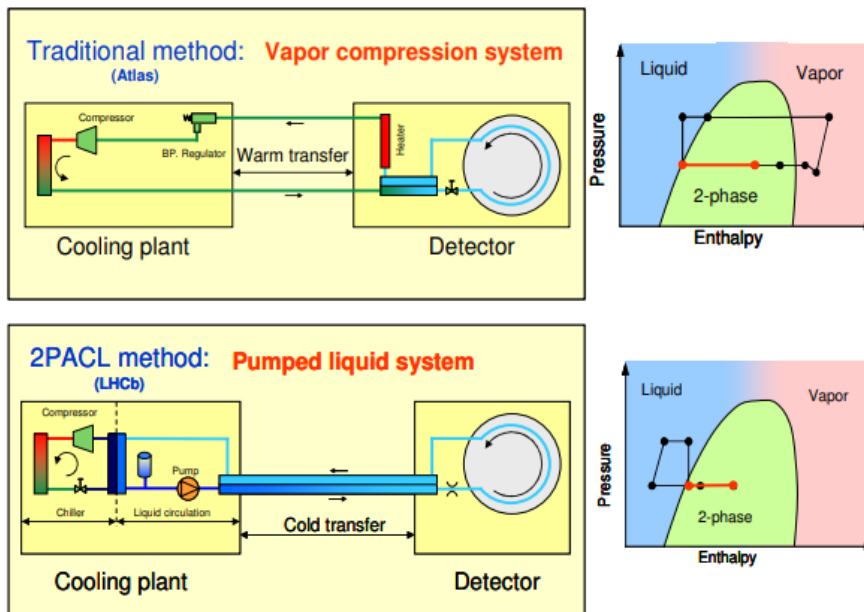 Traditional method: Vapor compression system
(Atlas)
Compressor
BP. Regulator
Heater
Warm transfer
Cooling plant
Detector
Liquid
Vapor
Pressure
2-phase
Enthalpy
2PACL method: Pumped liquid system
(LHCb)
Compressor
Pump
Chiller
Liquid circulation
Cold transfer
Cooling plant
Detector
Liquid
Vapor
Pressure
2-phase
Enthalpy